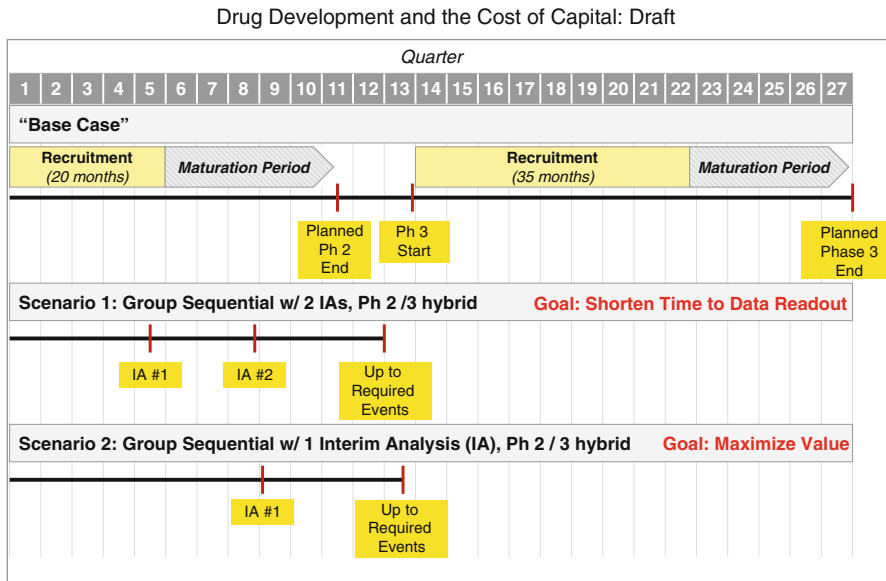 Drug Development and the Cost of Capital: Draft
Quarter
1 2 3 4 5 6 7 8 9 10 11 12 13 14 15 16 17 18 19 20 21 22 23 24 25 26 27
“Base Case”
Recruitment
(20 months)
Maturation Period
Recruitment
(35 months)
Maturation Period
Planned
Ph 2
End
Ph 3
Start
Planned
Phase 3
End
Scenario 1: Group Sequential w/ 2 IAs, Ph 2 /3 hybrid
Goal: Shorten Time to Data Readout
IA #1
IA #2
Up to
Required
Events
Scenario 2: Group Sequential w/ 1 Interim Analysis (IA), Ph 2 / 3 hybrid
Goal: Maximize Value
IA #1
Up to
Required
Events